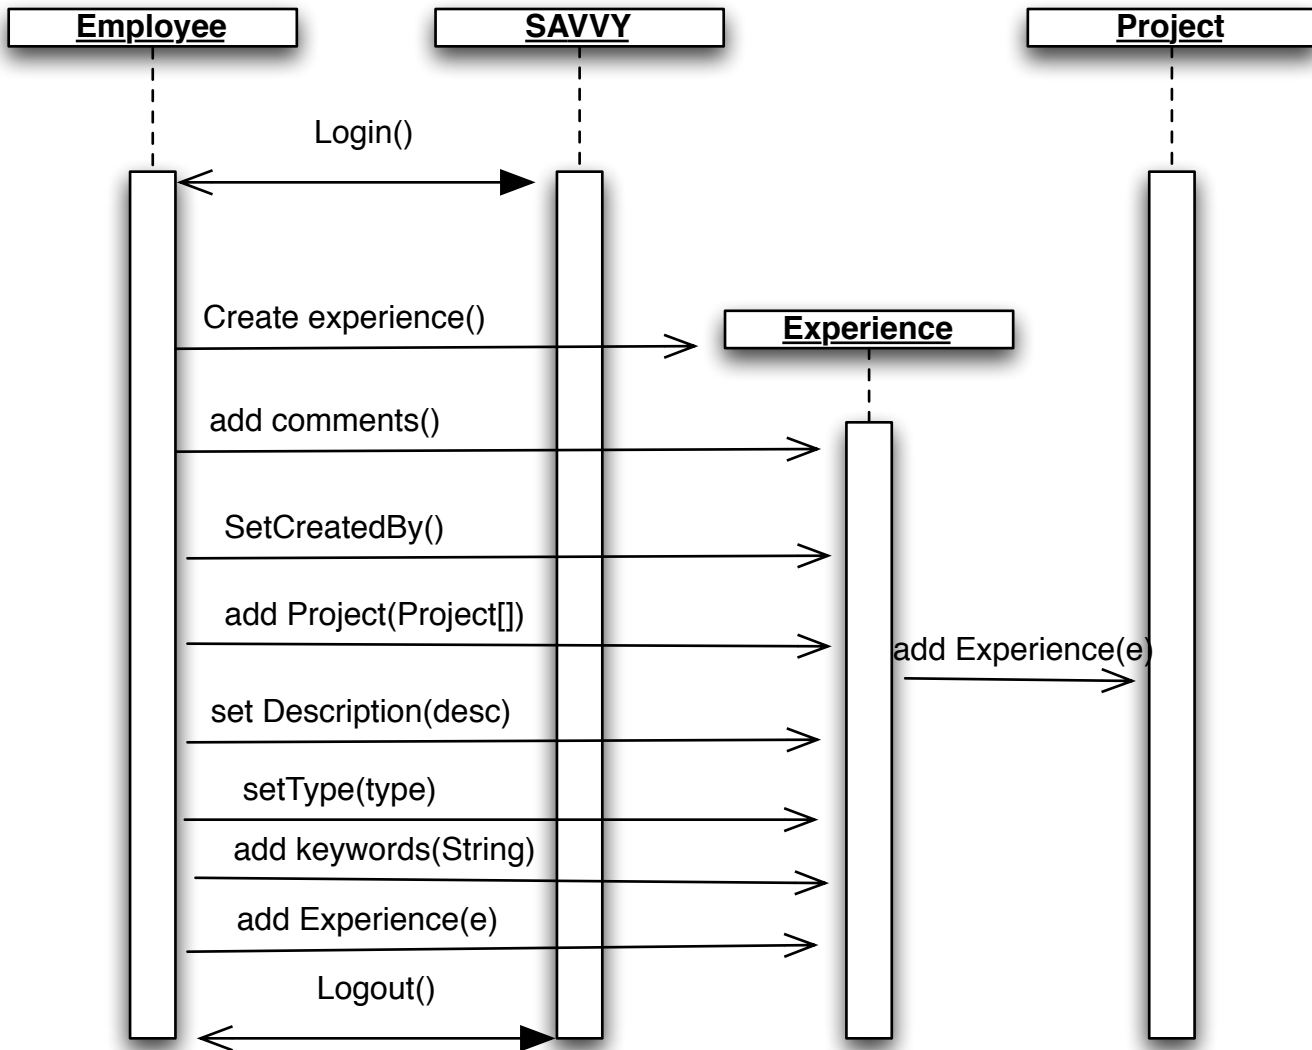 Employee
SAVVY
Project
Login()
Create experience()
Experience
add comments()
SetCreatedBy()
add Project(Project[])
add Experience(e)
set Description(desc)
setType(type)
add keywords(String)
add Experience(e)
Logout()